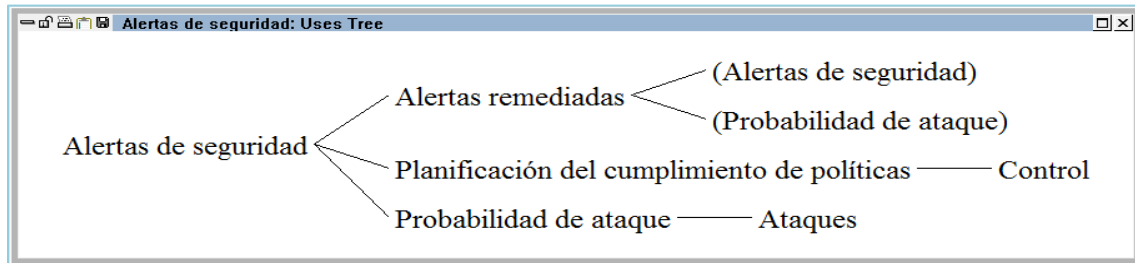 Alertas de seguridad: Uses Tree
(Alertas de seguridad)
Alertas remediadas
(Probabilidad de ataque)
Alertas de seguridad
Planificación del cumplimiento de políticas
Control
Probabilidad de ataque
Ataques